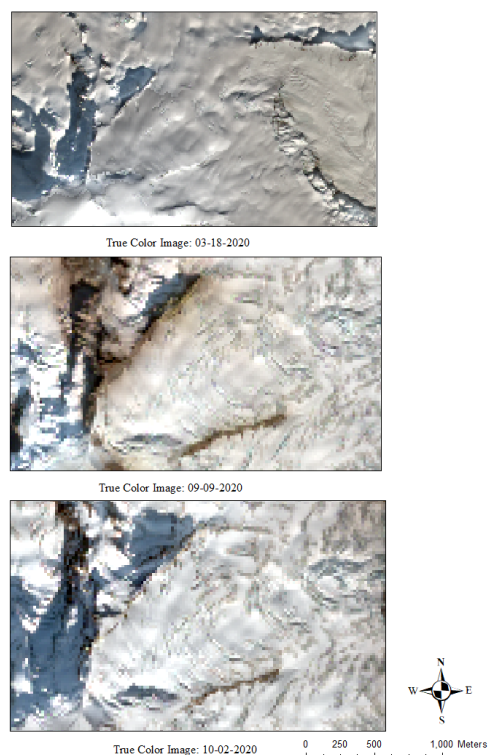 True Color Image: 03-18-2020
True Color Image: 09-09-2020
N
W E
S
True Color Image: 10-02-2020
0 250 500 1,000 Meters